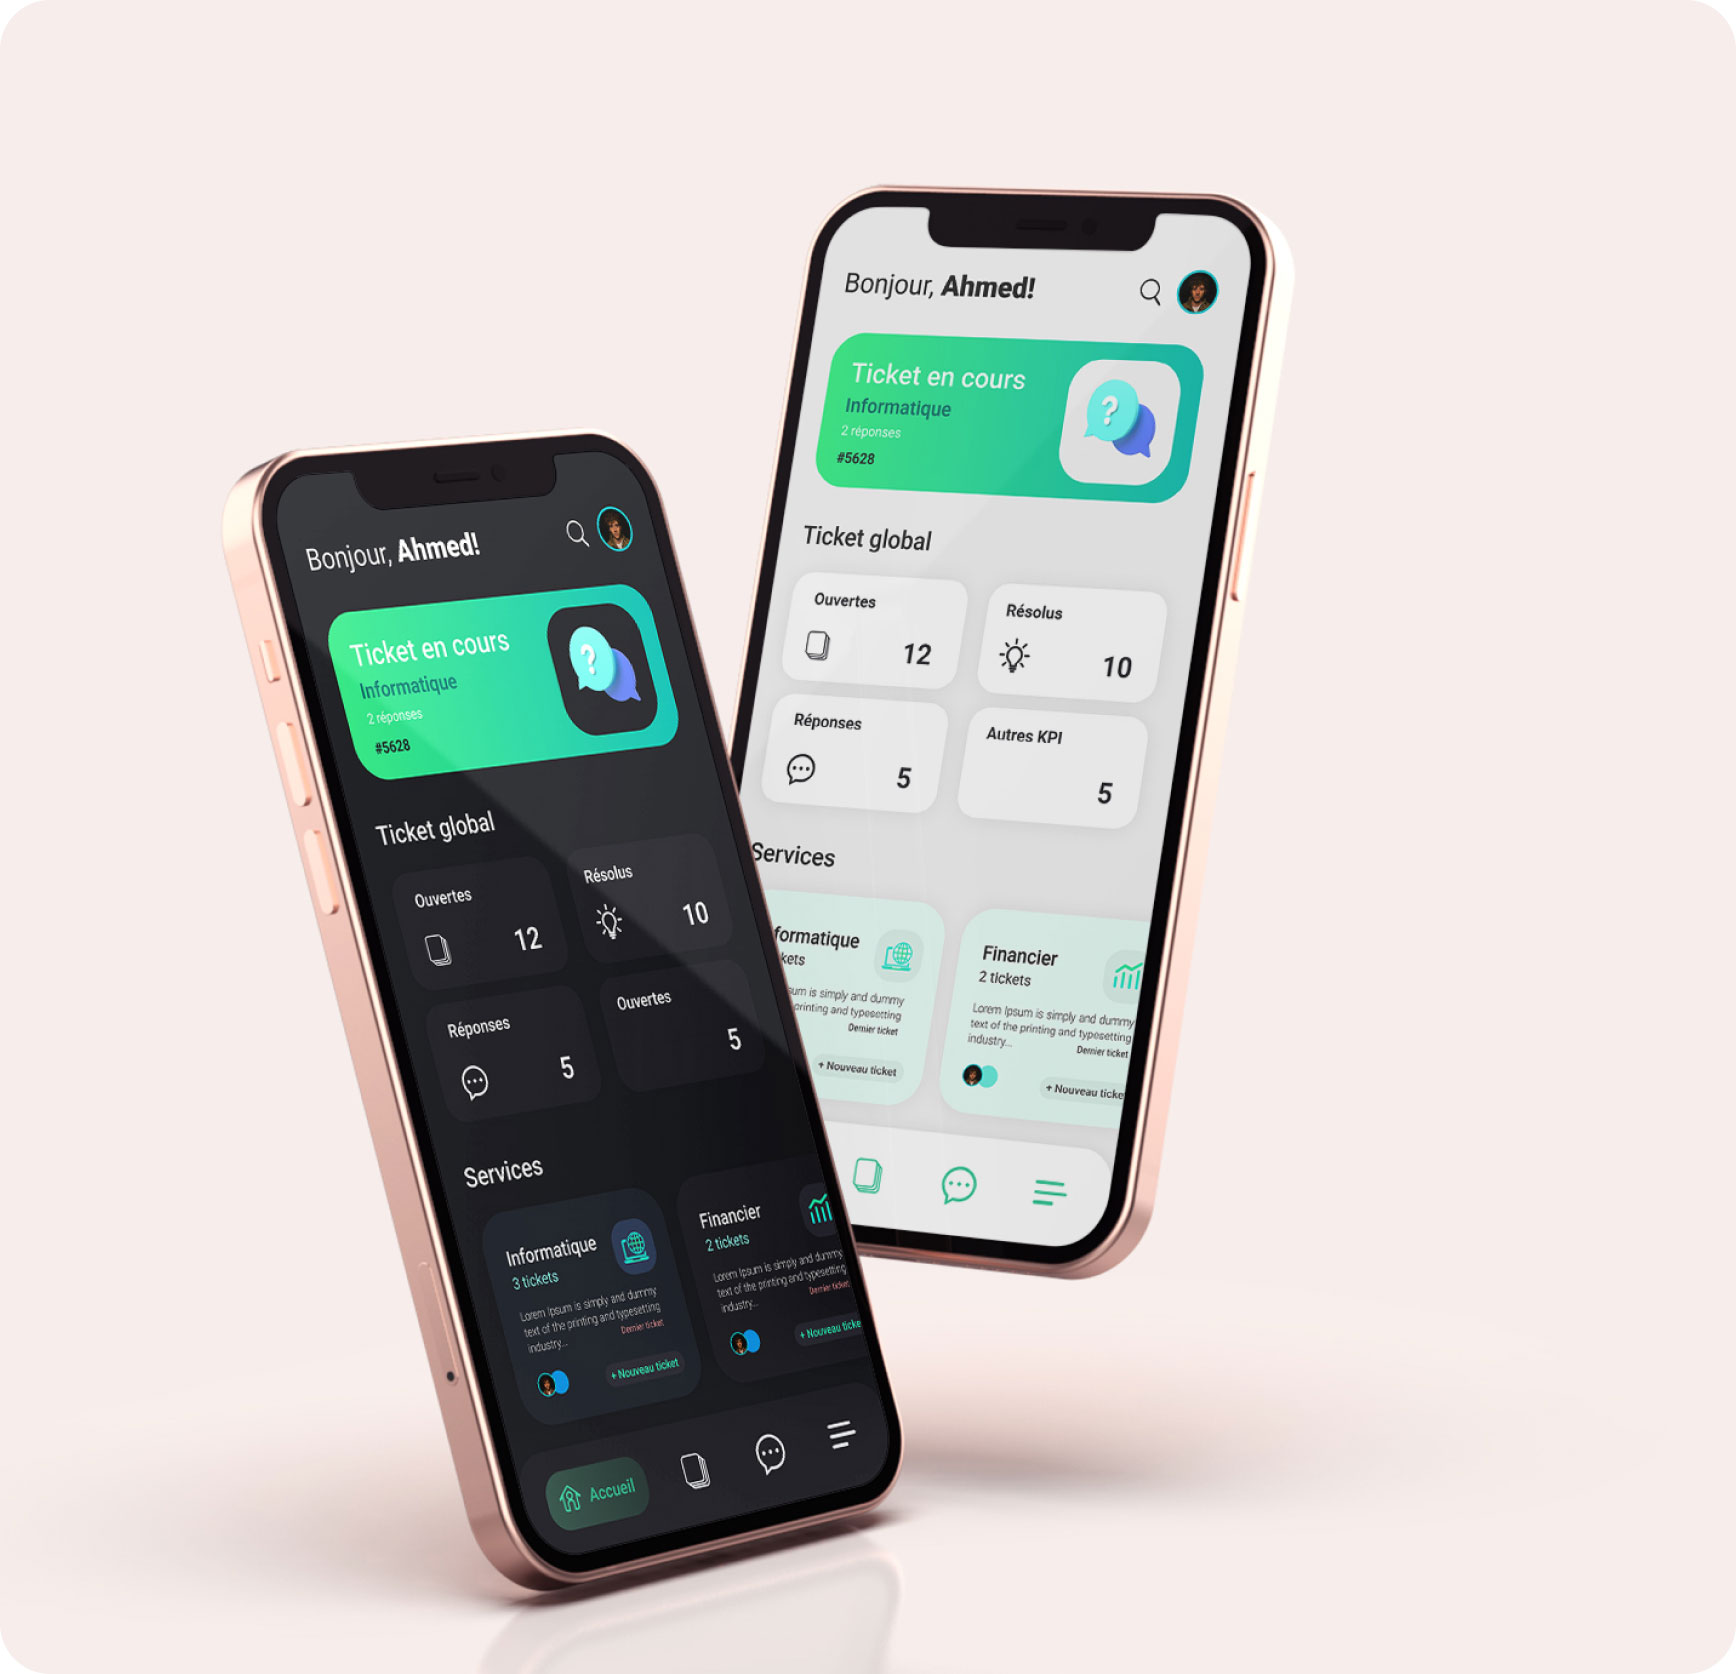 Bonjour, Ahmed!
Ticket en cours
Informatique
2 réponses
#5628
Ticket global
Ouvertes
12
Résolus
10
Réponses
5
Ouvertes
5
Services
Informatique
3 tickets
Lorem Ipsum is simply and dummy
text of the printing and typesetting
industry...
Dernier ticket
+ Nouveau ticket
Financier
2 tickets
Lorem Ipsum is simply and dummy
text of the printing and typesetting
industry...
Dernier ticket
+ Nouveau ticke
Accueil
Bonjour, Ahmed!
Ticket en cours
Informatique
2 réponses
#5628
Ticket global
Ouvertes
12
Résolus
10
Réponses
5
Autres KPI
5
Services
formatique
kets
sum is simply and dummy
printing and typesetting
Dernier ticket
+ Nouveau ticket
Financier
2 tickets
Lorem Ipsum is simply and dummy
text of the printing and typesetting
industry...
Dernier ticket
+ Nouveau ticke